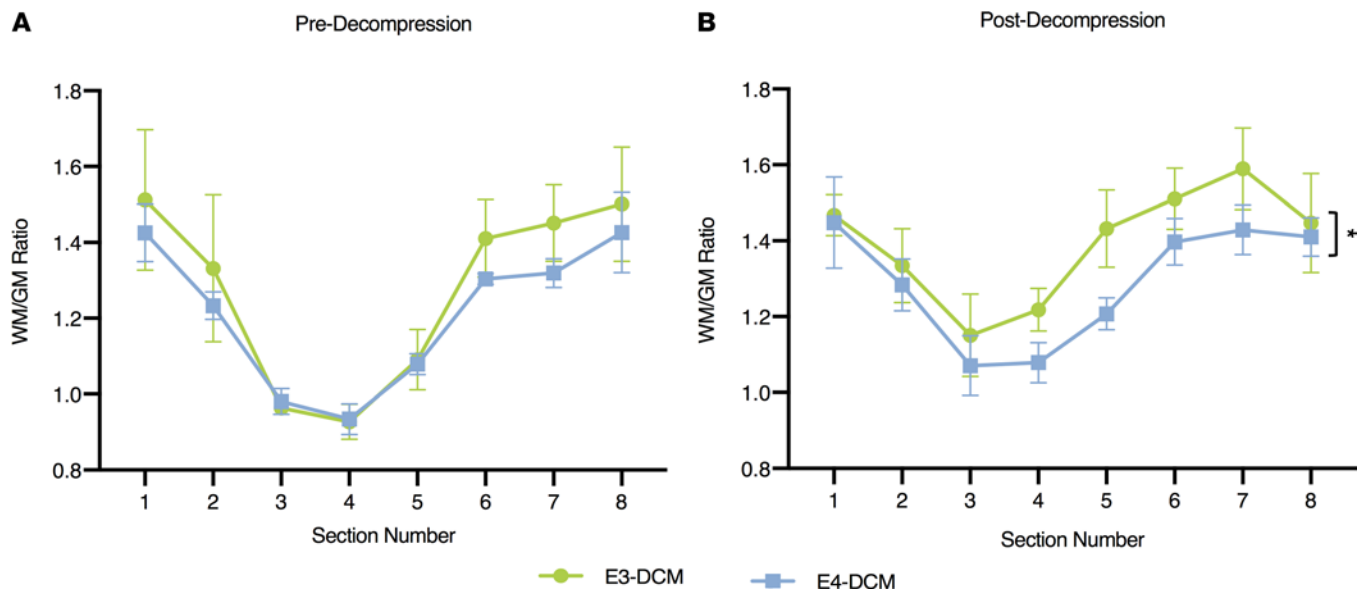 A
Pre-Decompression
WM/GM Ratio
1.8
1.6
1.4
1.2
1.0
0.8
1 2 3 4 5 6 7 8
Section Number
B
Post-Decompression
WM/GM Ratio
1.8
1.6
1.4
1.2
1.0
0.8
1 2 3 4 5 6 7 8
Section Number
*
E3-DCM
E4-DCM